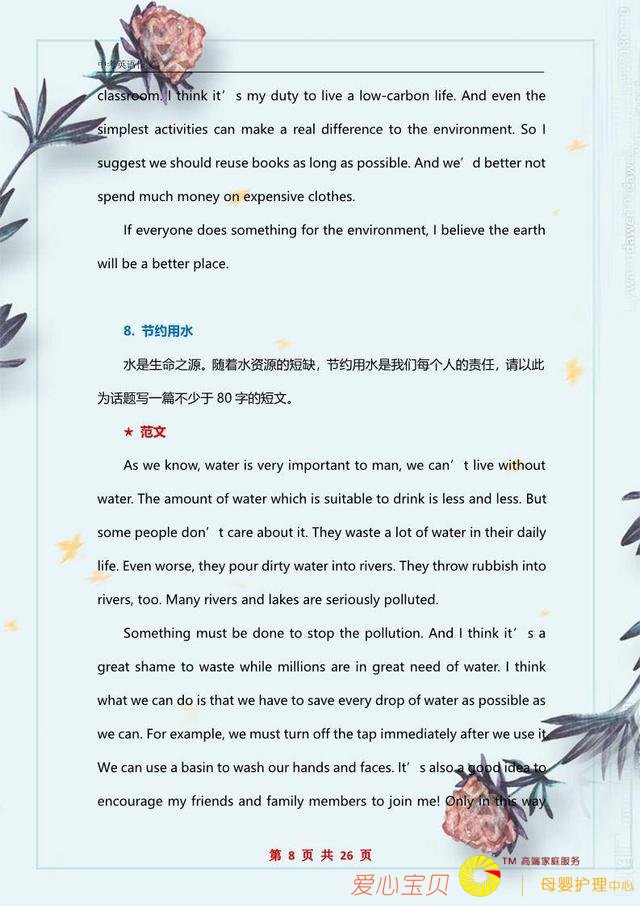 中考英语作文
classroom. I think it’s my duty to live a low-carbon life. And even the
simplest activities can make a real difference to the environment. So I
suggest we should reuse books as long as possible. And we’d better not
spend much money on expensive clothes.
If everyone does something for the environment, I believe the earth
will be a better place.
8. 节约用水
水是生命之源。随着水资源的短缺，节约用水是我们每个人的责任，请以此
为话题写一篇不少于 80 字的短文。
★ 范文
As we know, water is very important to man, we can’t live without
water. The amount of water which is suitable to drink is less and less. But
some people don’t care about it. They waste a lot of water in their daily
life. Even worse, they pour dirty water into rivers. They throw rubbish into
rivers, too. Many rivers and lakes are seriously polluted.
Something must be done to stop the pollution. And I think it’s a
great shame to waste while millions are in great need of water. I think
what we can do is that we have to save every drop of water as possible as
we can. For example, we must turn off the tap immediately after we use it.
We can use a basin to wash our hands and faces. It’s also a good idea to
encourage my friends and family members to join me! Only in this way
第 8 页 共 26 页
TM 高端家庭服务
爱心宝贝 | 母婴护理中心